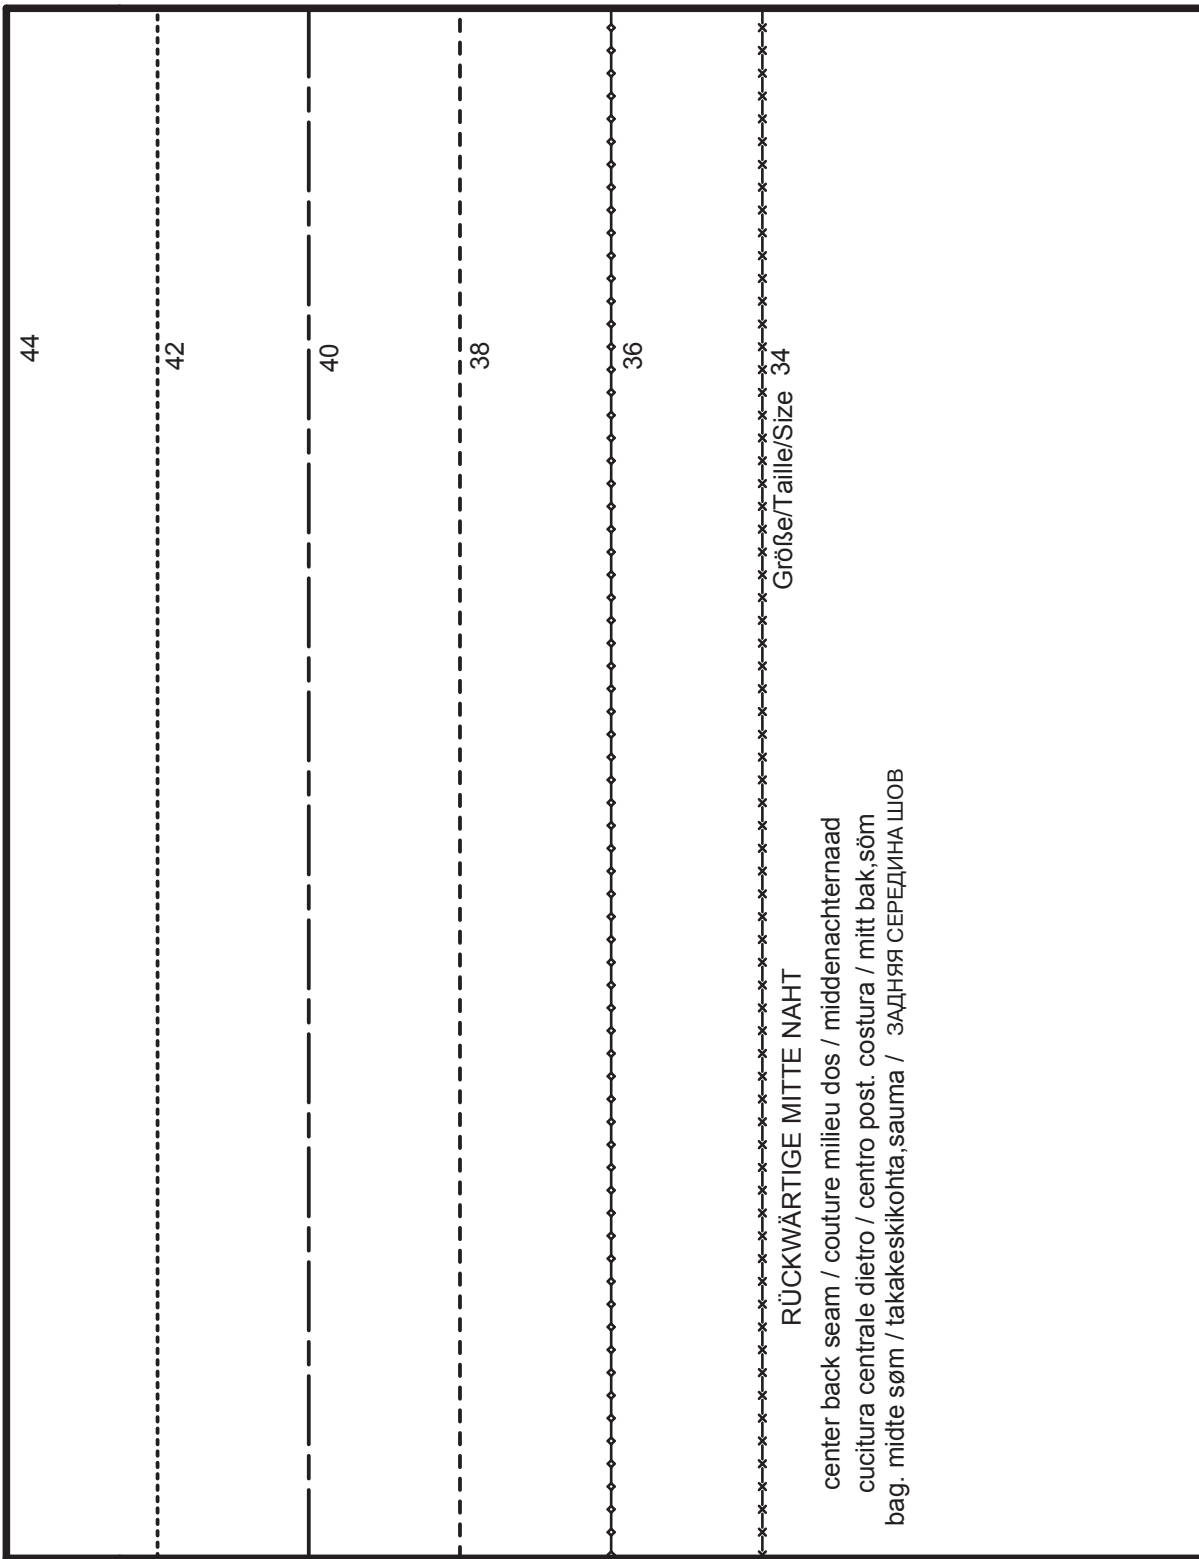 44
42
40
38
36
Größe/Taille/Size 34
RÜCKWÄRTIGE MITTE NAHT
center back seam / couture milieu dos / middenachternaad
cucitura centrale dietro / centro post. costura / mitt bak,söm
bag. midte søm / takakeskikohta,sauma / ЗАДНЯЯ СЕРЕДИНА ШОВ